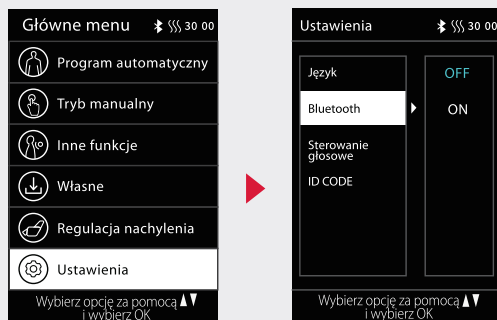 Główne menu 30 00
Program automatyczny
Tryb manualny
Inne funkcje
Własne
Regulacja nachylenia
Ustawienia
Wybierz opcję za pomocą
i wybierz OK
Ustawienia 30 00
Język
Bluetooth
Sterowanie
głosowe
ID CODE
OFF
ON
Wybierz opcję za pomocą
i wybierz OK